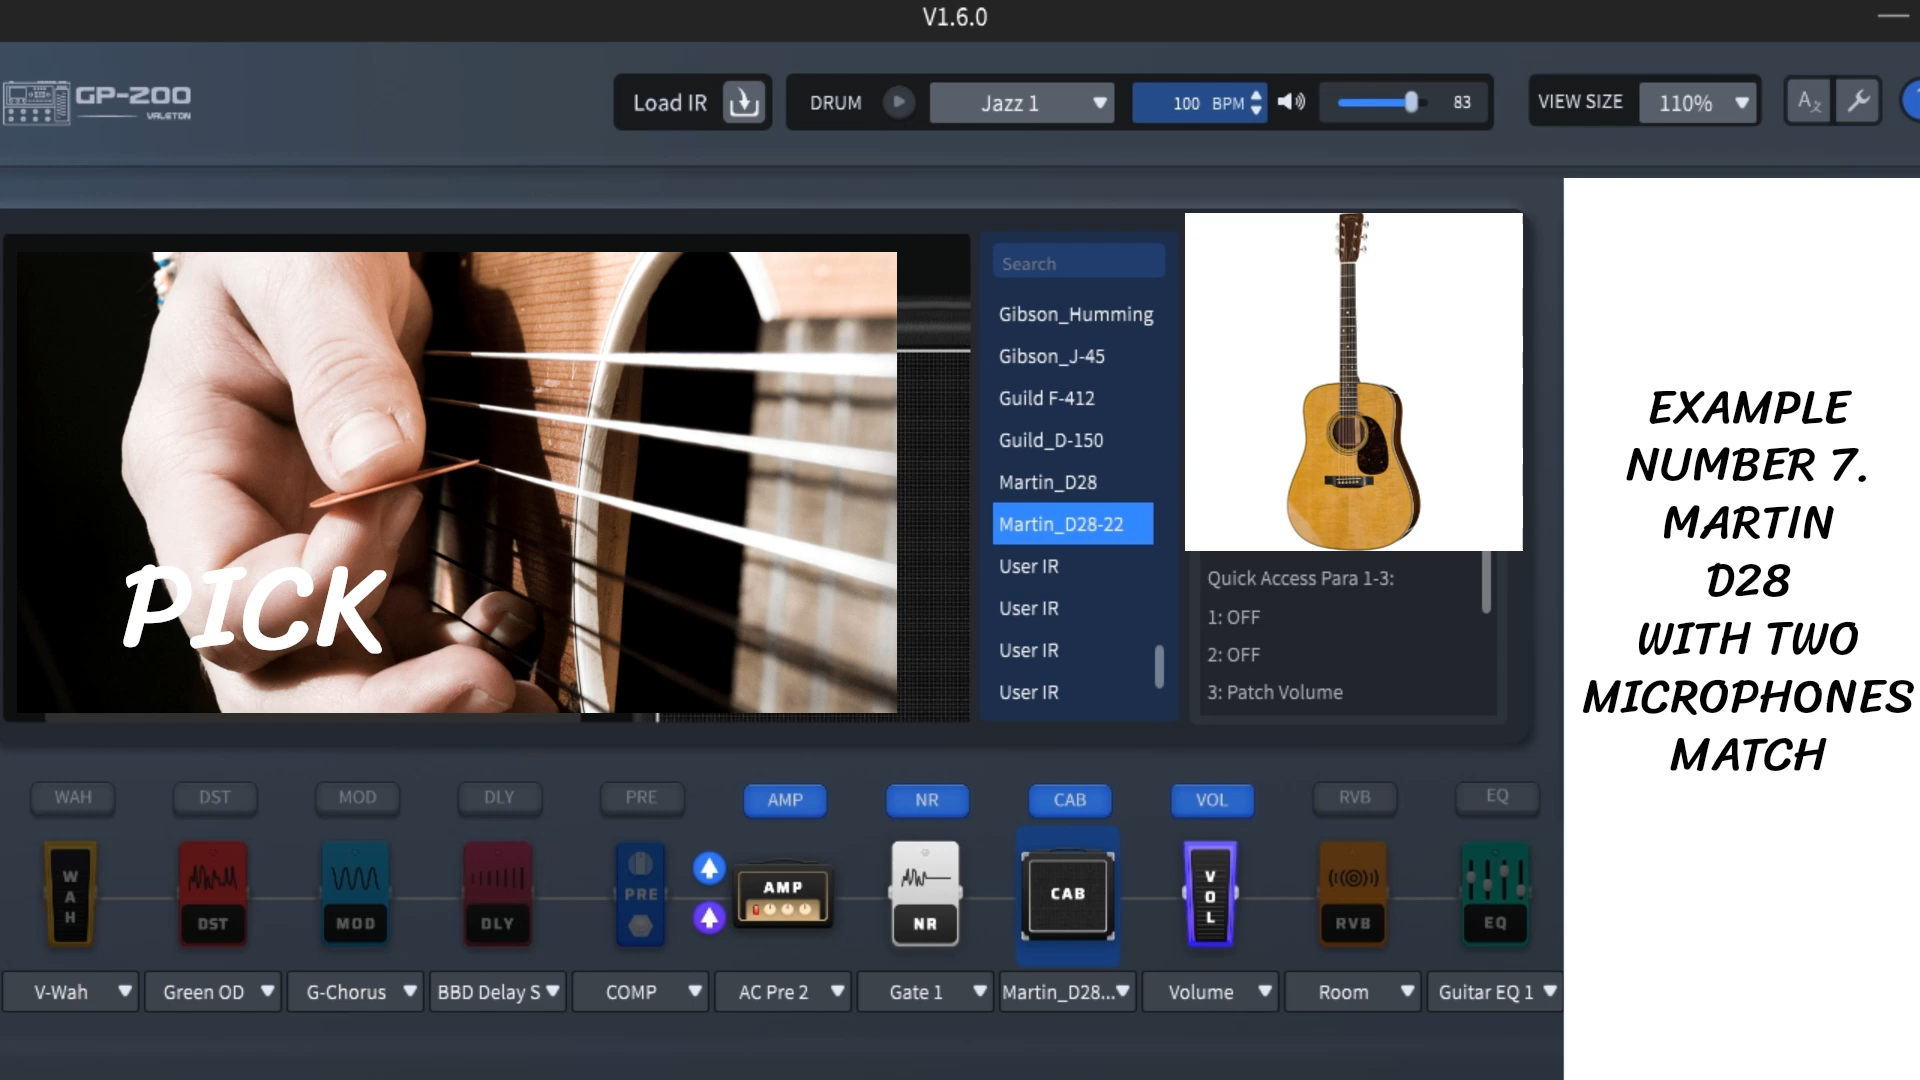 V1.6.0
GP-200
VALETON
Load IR
DRUM
Jazz 1
100 BPM
83
VIEW SIZE
110%
Search
Gibson_Humming
Gibson_J-45
Guild F-412
Guild_D-150
Martin_D28
Martin_D28-22
User IR
User IR
User IR
User IR
Quick Access Para 1-3:
1: OFF
2: OFF
3: Patch Volume
PICK
EXAMPLE
NUMBER 7.
MARTIN
D28
WITH TWO
MICROPHONES
MATCH
WAH DST MOD DLY PRE AMP NR CAB VOL RVB EQ
WAH DST MOD DLY PRE AMP NR CAB VOL RVB EQ
V-Wah Green OD G-Chorus BBD Delay S COMP AC Pre 2 Gate 1 Martin_D28... Volume Room Guitar EQ 1